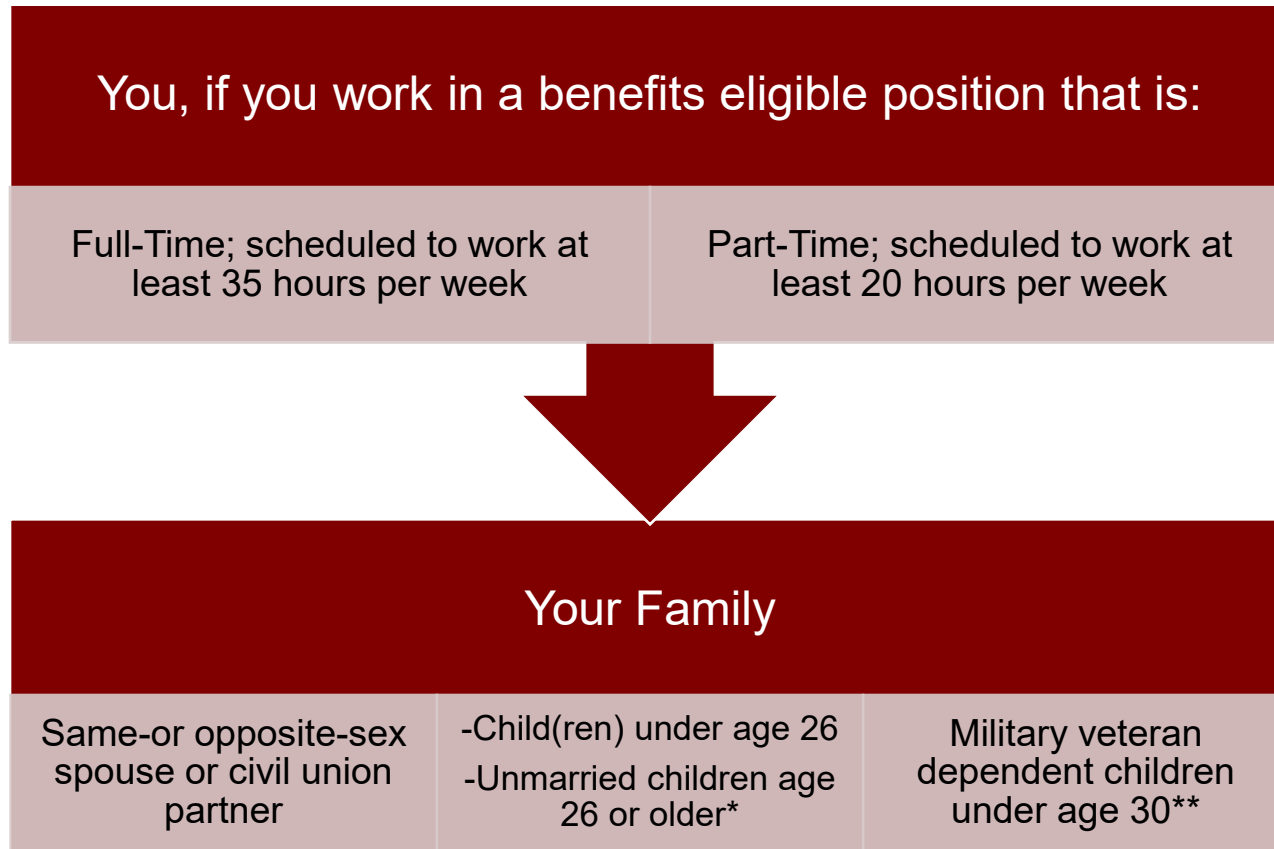 You, if you work in a benefits eligible position that is:
Full-Time; scheduled to work at
least 35 hours per week
Part-Time; scheduled to work at
least 20 hours per week
Your Family
Same-or opposite-sex
spouse or civil union
partner
-Child(ren) under age 26
-Unmarried children age
26 or older*
Military veteran
dependent children
under age 30**